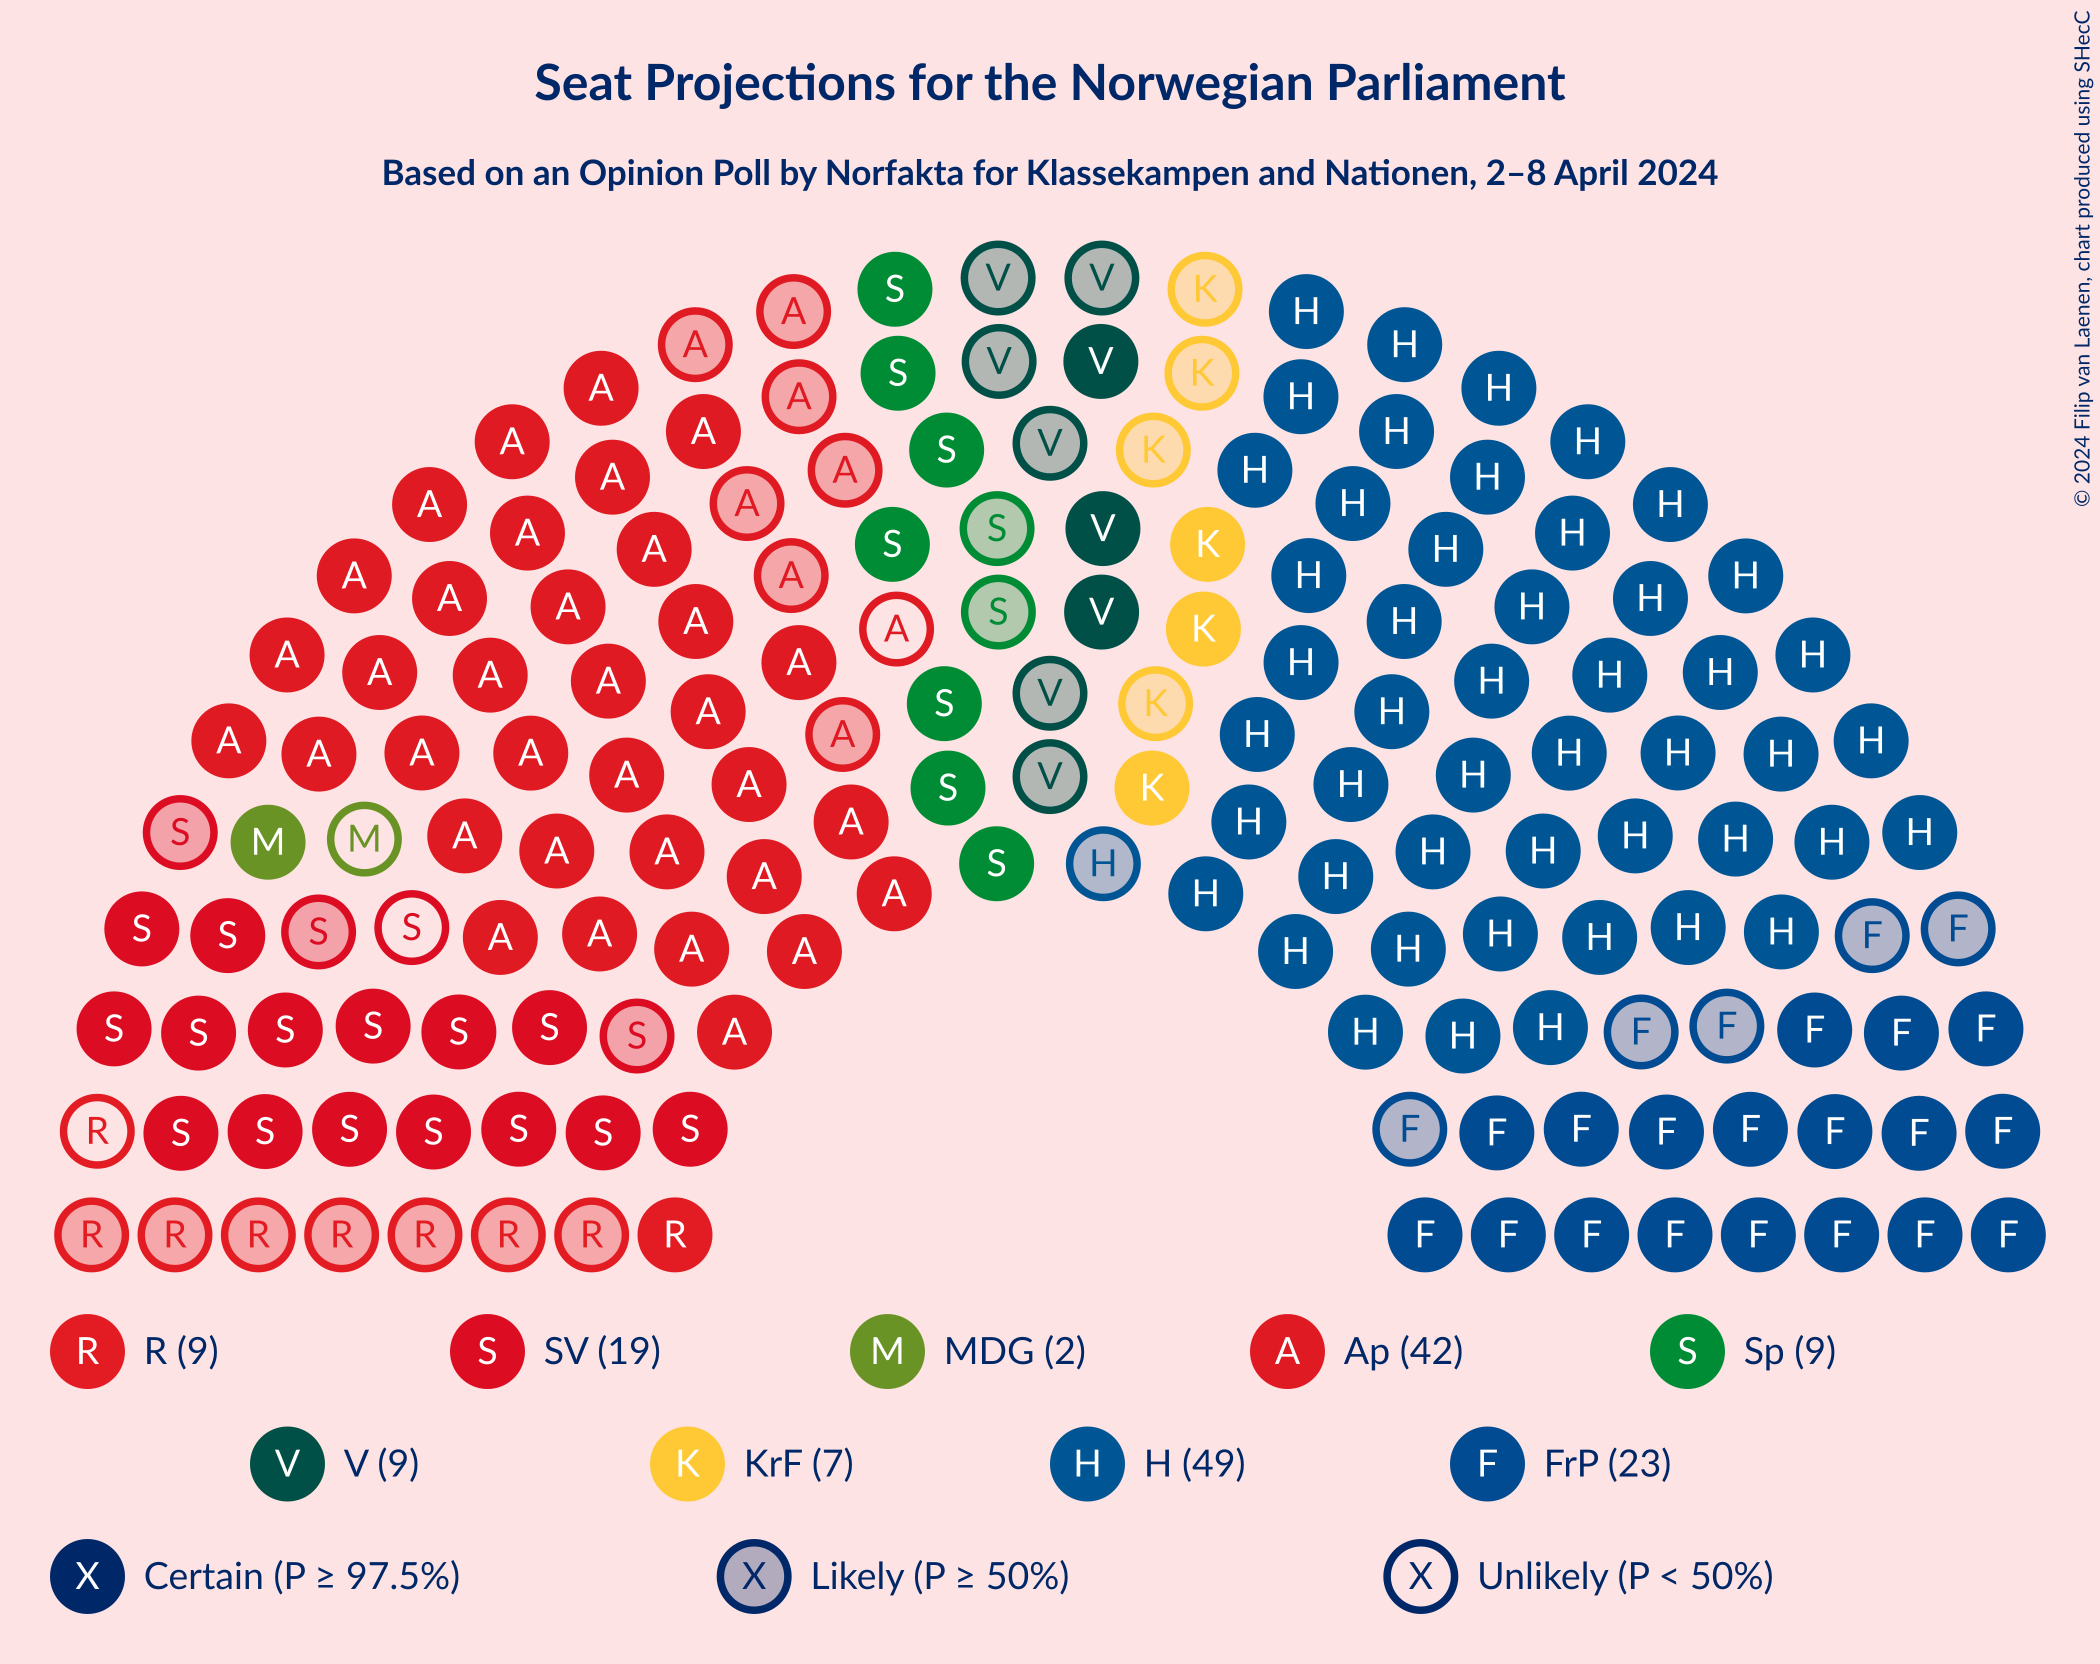 Seat Projections for the Norwegian Parliament
Based on an Opinion Poll by Norfakta for Klassekampen and Nationen, 2–8 April 2024
© 2024 Filip van Laenen, chart produced using SHecC
V V
S K
A H
A H
V V
S K
A H
A H
A H
A H
V
S K
A H
A H
A H
A H
S V
S K
A H
A H
A H
A H
S V
A K
A H
A H
A H
A H
V
S K
A H
A H
A H
A H
V
S K
A H
A H
A H
A H
S H
A H
A H
A H
A H
A A A A A A H H H H H H
S M M A A A A A H H H H H H H H
S S S S A A A A H H H H H H F F
S S S S S S S A H H H F F F F F
R S S S S S S S F F F F F F F F
R R R R R R R R F F F F F F F F
R R (9) S SV (19) M MDG (2) A Ap (42) S Sp (9)
V V (9) K KrF (7) H H (49) F FrP (23)
X Certain (P ≥ 97.5%) X Likely (P ≥ 50%) X Unlikely (P < 50%)